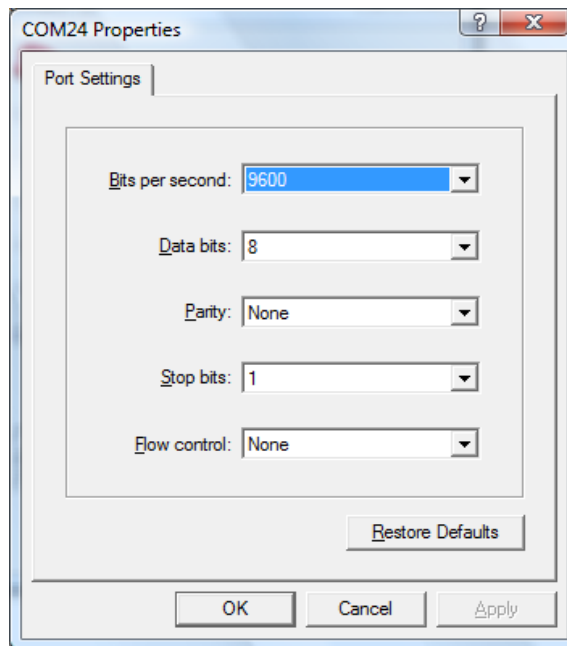 COM24 Properties
Port Settings
Bits per second: 9600
Data bits: 8
Parity: None
Stop bits: 1
Flow control: None
Restore Defaults
OK Cancel Apply